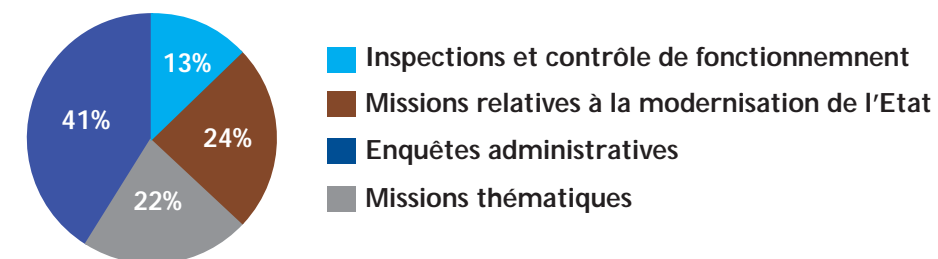 13%
24%
41%
22%
Inspections et contrôle de fonctionnemnent
Missions relatives à la modernisation de l'Etat
Enquêtes administratives
Missions thématiques